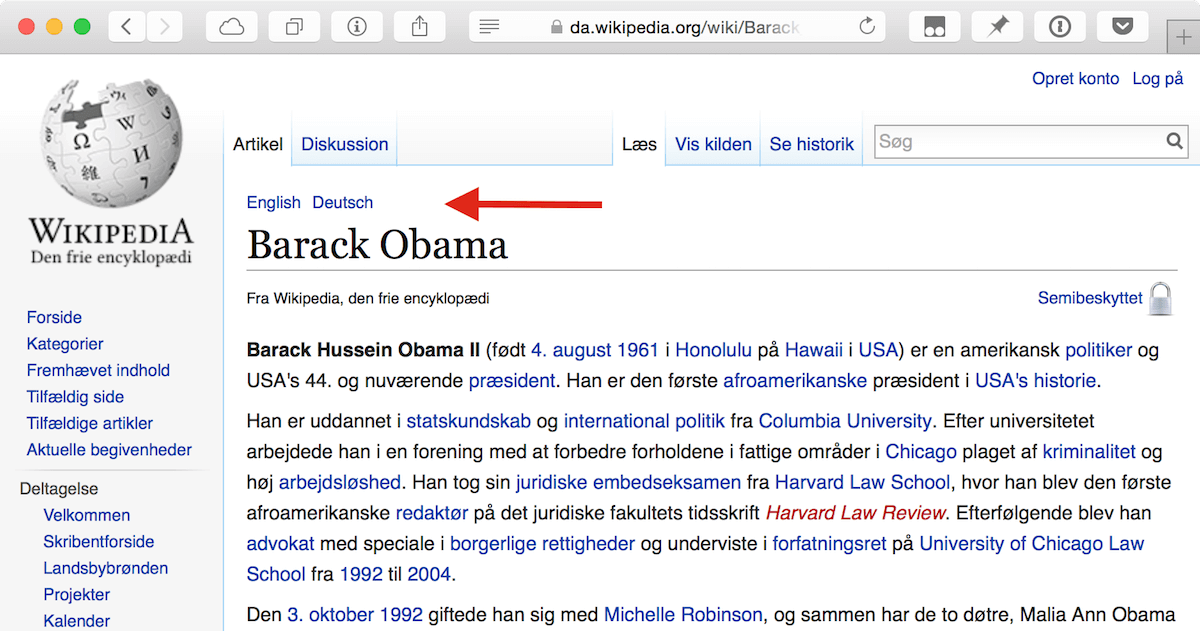 da.wikipedia.org/wiki/Barack
Opret konto Log på
Artikel Diskussion Læs Vis kilden Se historik Søg
English Deutsch
Barack Obama
WIKIPEDIA
Den frie encyklopædi
Fra Wikipedia, den frie encyklopædi
Semibeskyttet
Forside
Kategorier
Fremhævet indhold
Tilfældig side
Tilfældige artikler
Aktuelle begivenheder
Deltagelse
Velkommen
Skribentforside
Landsbybrønden
Projekter
Kalender
Barack Hussein Obama II (født 4. august 1961 i Honolulu på Hawaii i USA) er en amerikansk politiker og
USA's 44. og nuværende præsident. Han er den første afroamerikanske præsident i USA's historie.
Han er uddannet i statskundskab og international politik fra Columbia University. Efter universitetet
arbejdede han i en forening med at forbedre forholdene i fattige områder i Chicago plaget af kriminalitet og
høj arbejdsløshed. Han tog sin juridiske embedseksamen fra Harvard Law School, hvor han blev den første
afroamerikanske redaktør på det juridiske fakultets tidsskrift Harvard Law Review. Efterfølgende blev han
advokat med speciale i borgerlige rettigheder og underviste i forfatningsret på University of Chicago Law
School fra 1992 til 2004.
Den 3. oktober 1992 giftede han sig med Michelle Robinson, og sammen har de to døtre, Malia Ann Obama